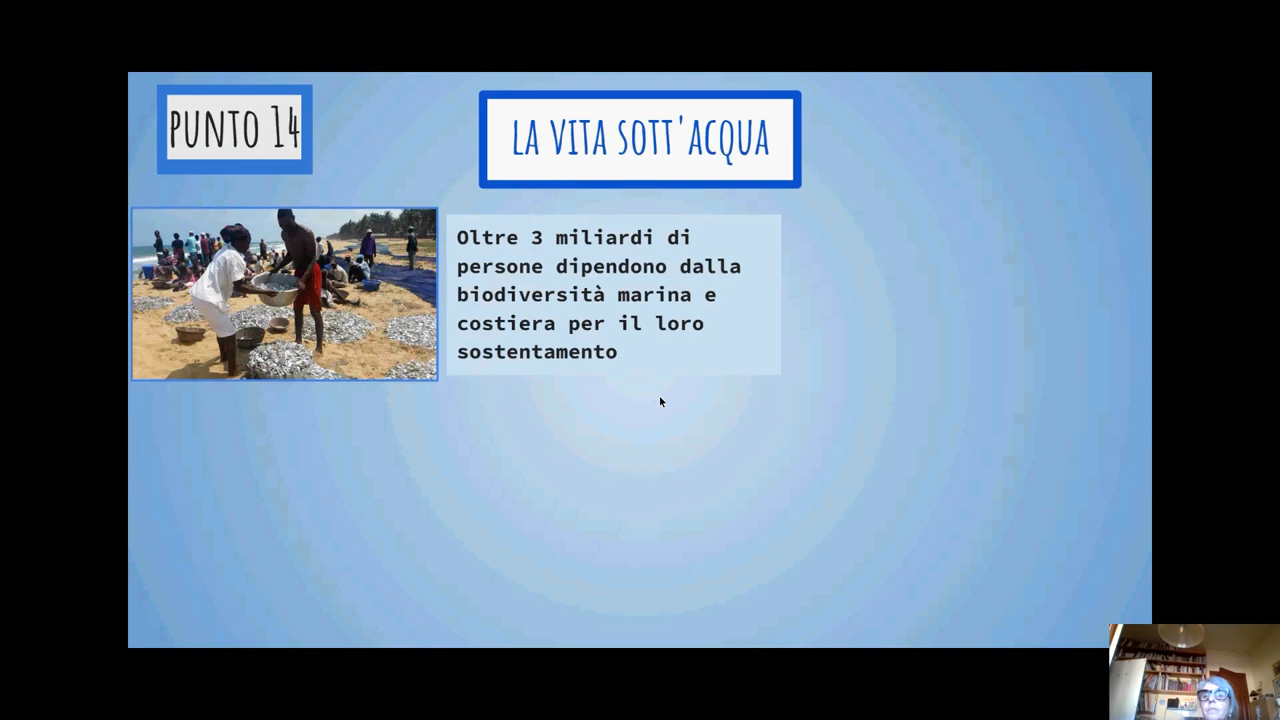 PUNTO 14
LA VITA SOTT'ACQUA
Oltre 3 miliardi di
persone dipendono dalla
biodiversità marina e
costiera per il loro
sostentamento